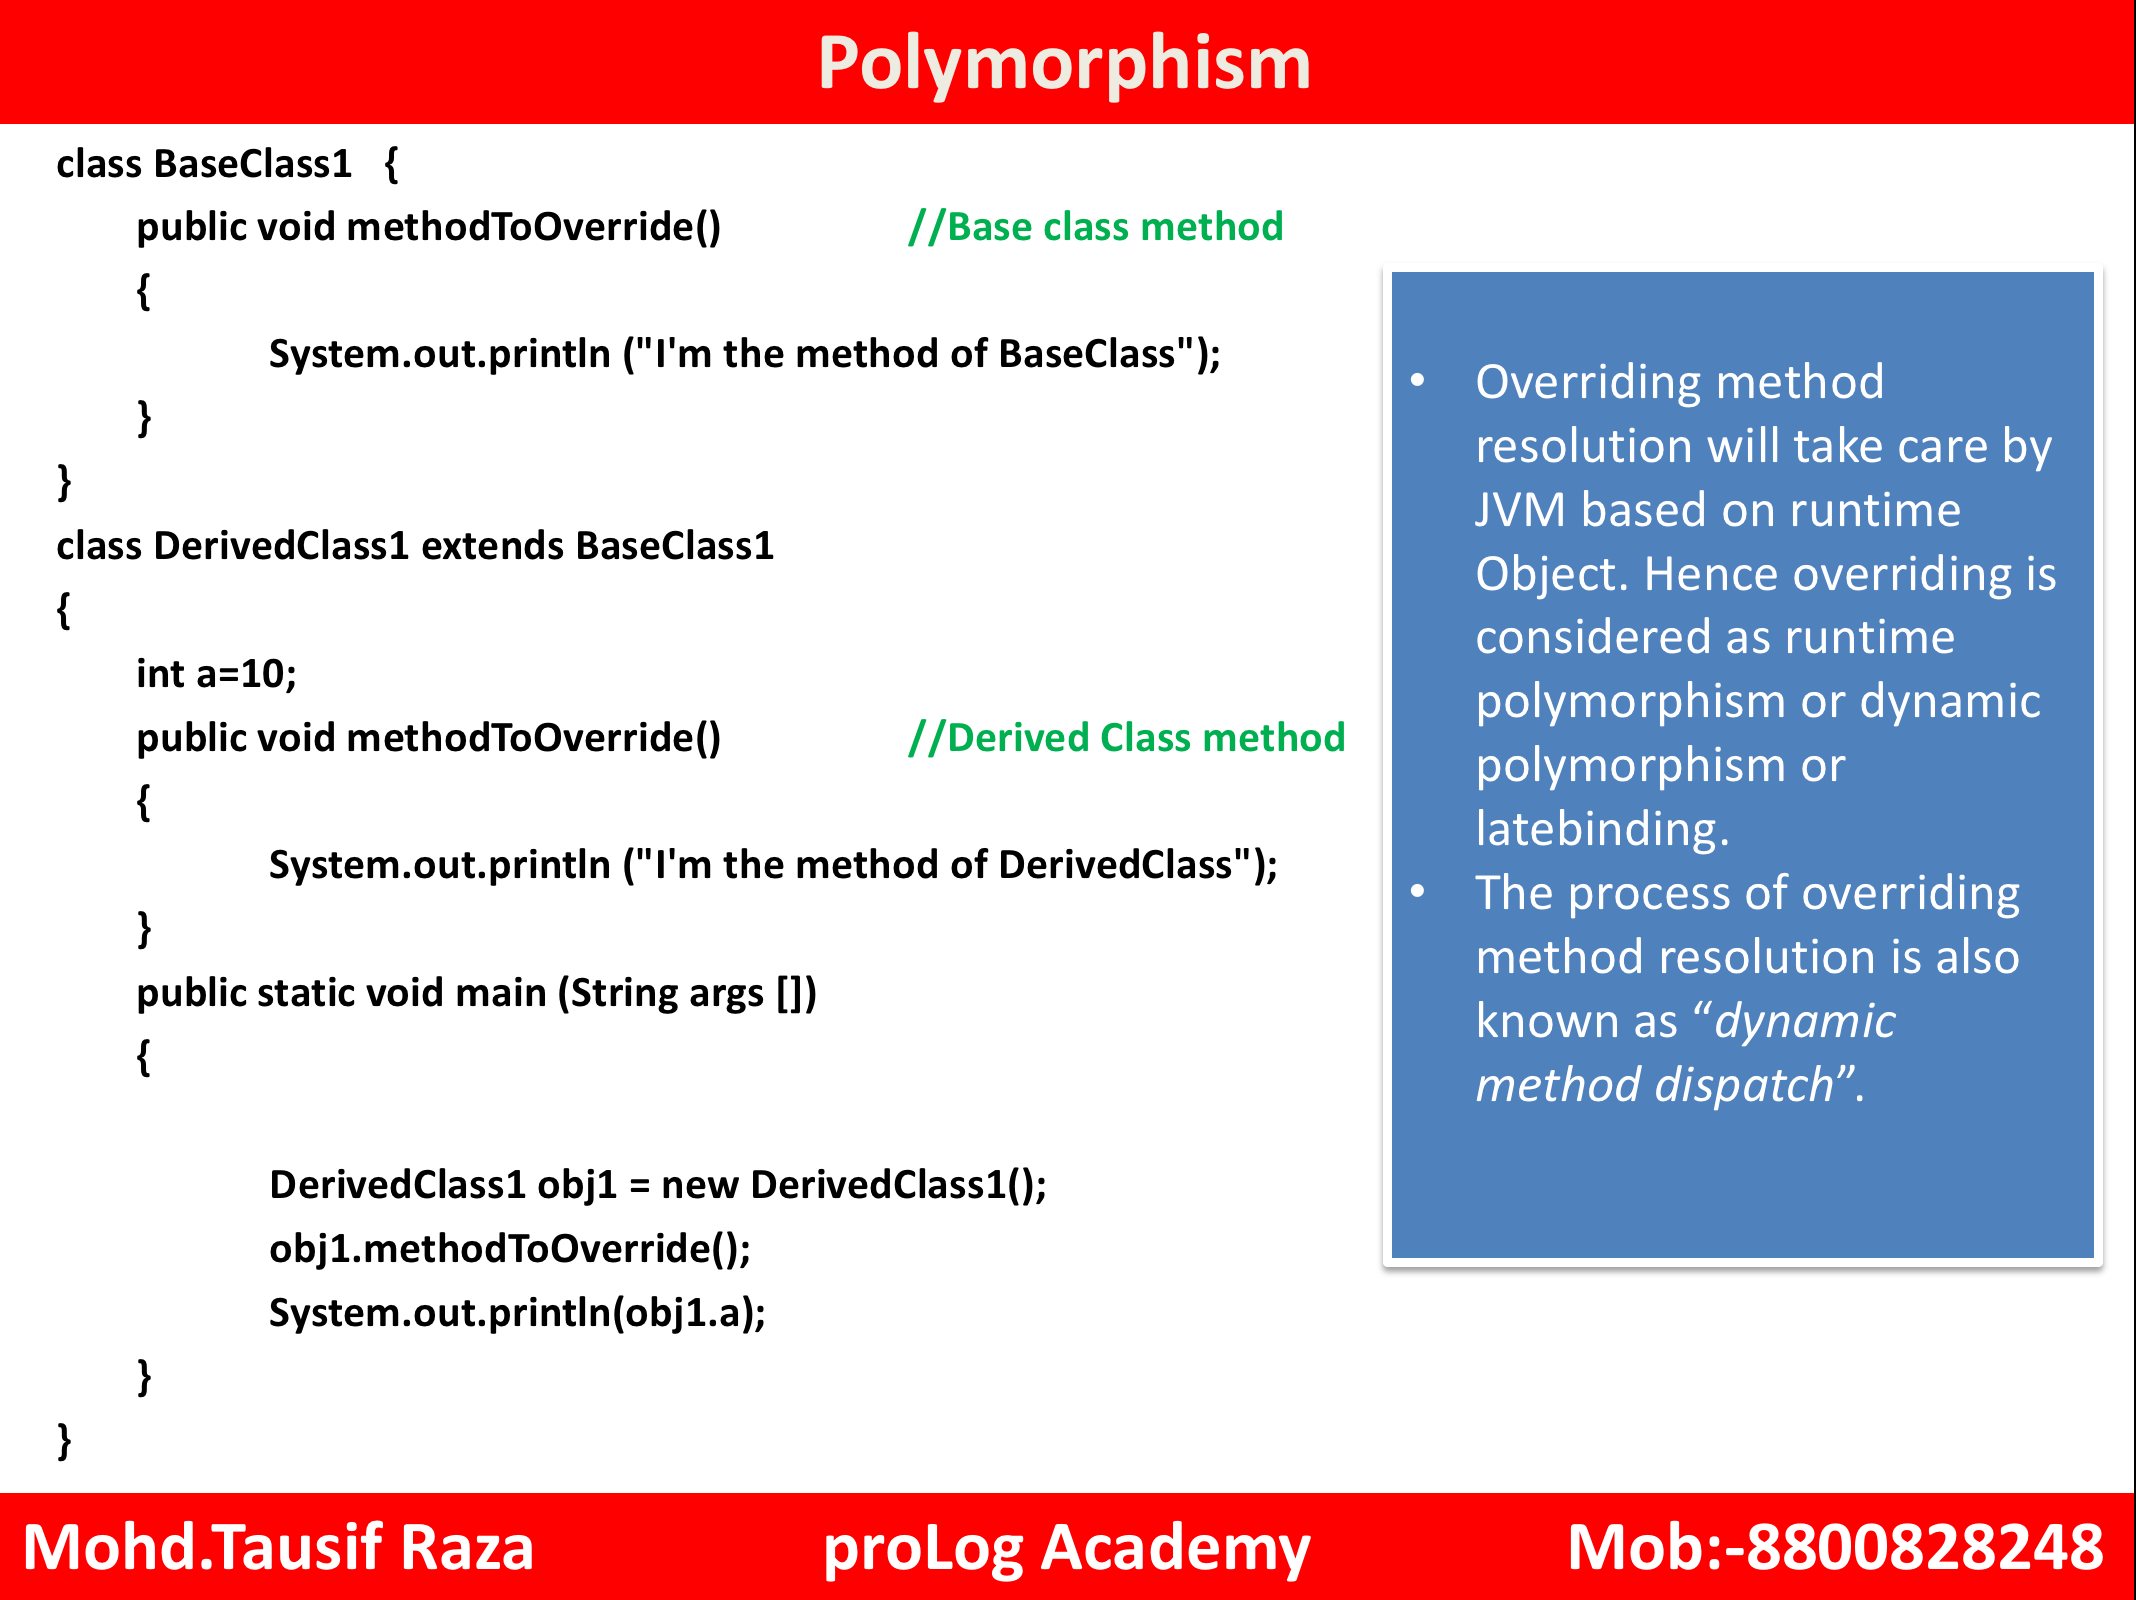 Polymorphism
class BaseClass1   {
public void methodToOverride()   //Base class method
{
System.out.println ("I'm the method of BaseClass");
}
}
class DerivedClass1 extends BaseClass1
{
int a=10;
public void methodToOverride()   //Derived Class method
{
System.out.println ("I'm the method of DerivedClass");
}
public static void main (String args [])
{
DerivedClass1 obj1 = new DerivedClass1();
obj1.methodToOverride();
System.out.println(obj1.a);
}
}
• Overriding method
resolution will take care by
JVM based on runtime
Object. Hence overriding is
considered as runtime
polymorphism or dynamic
polymorphism or
latebinding.
• The process of overriding
method resolution is also
known as “dynamic
method dispatch”.
Mohd.Tausif Raza   proLog Academy   Mob:-8800828248